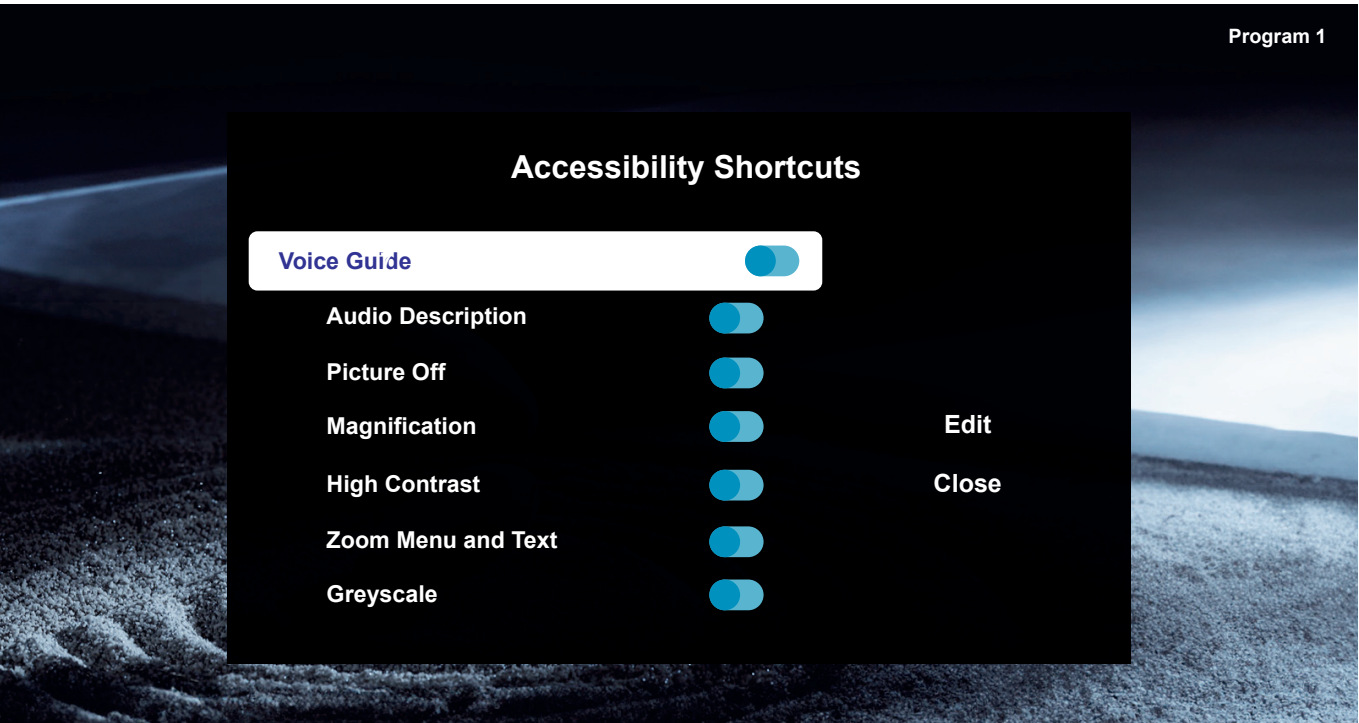 Program 1
Accessibility Shortcuts
Voice Guide
Audio Description
Picture Off
Magnification
Edit
High Contrast
Close
Zoom Menu and Text
Greyscale